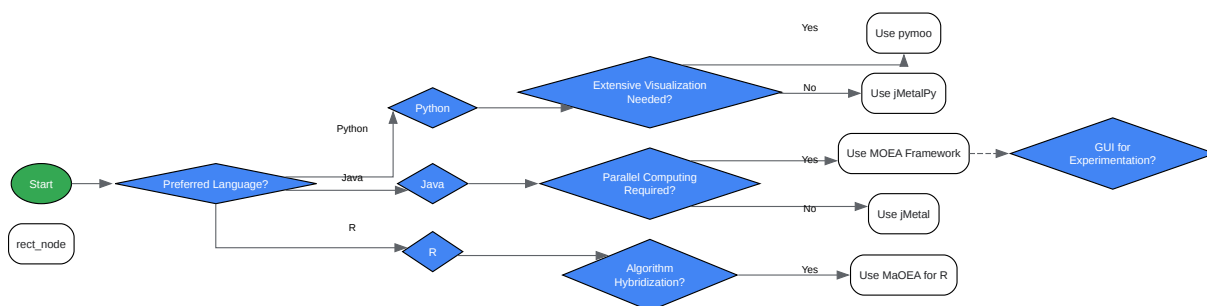 Yes
Use pymoo
Extensive Visualization
Needed?
No
Use jMetalPy
Python
Python
Yes
Use MOEA Framework
GUI for
Experimentation?
Start
Preferred Language?
Java
Java
Parallel Computing
Required?
No
Use jMetal
rect_node
R
R
Algorithm
Hybridization?
Yes
Use MaOEA for R